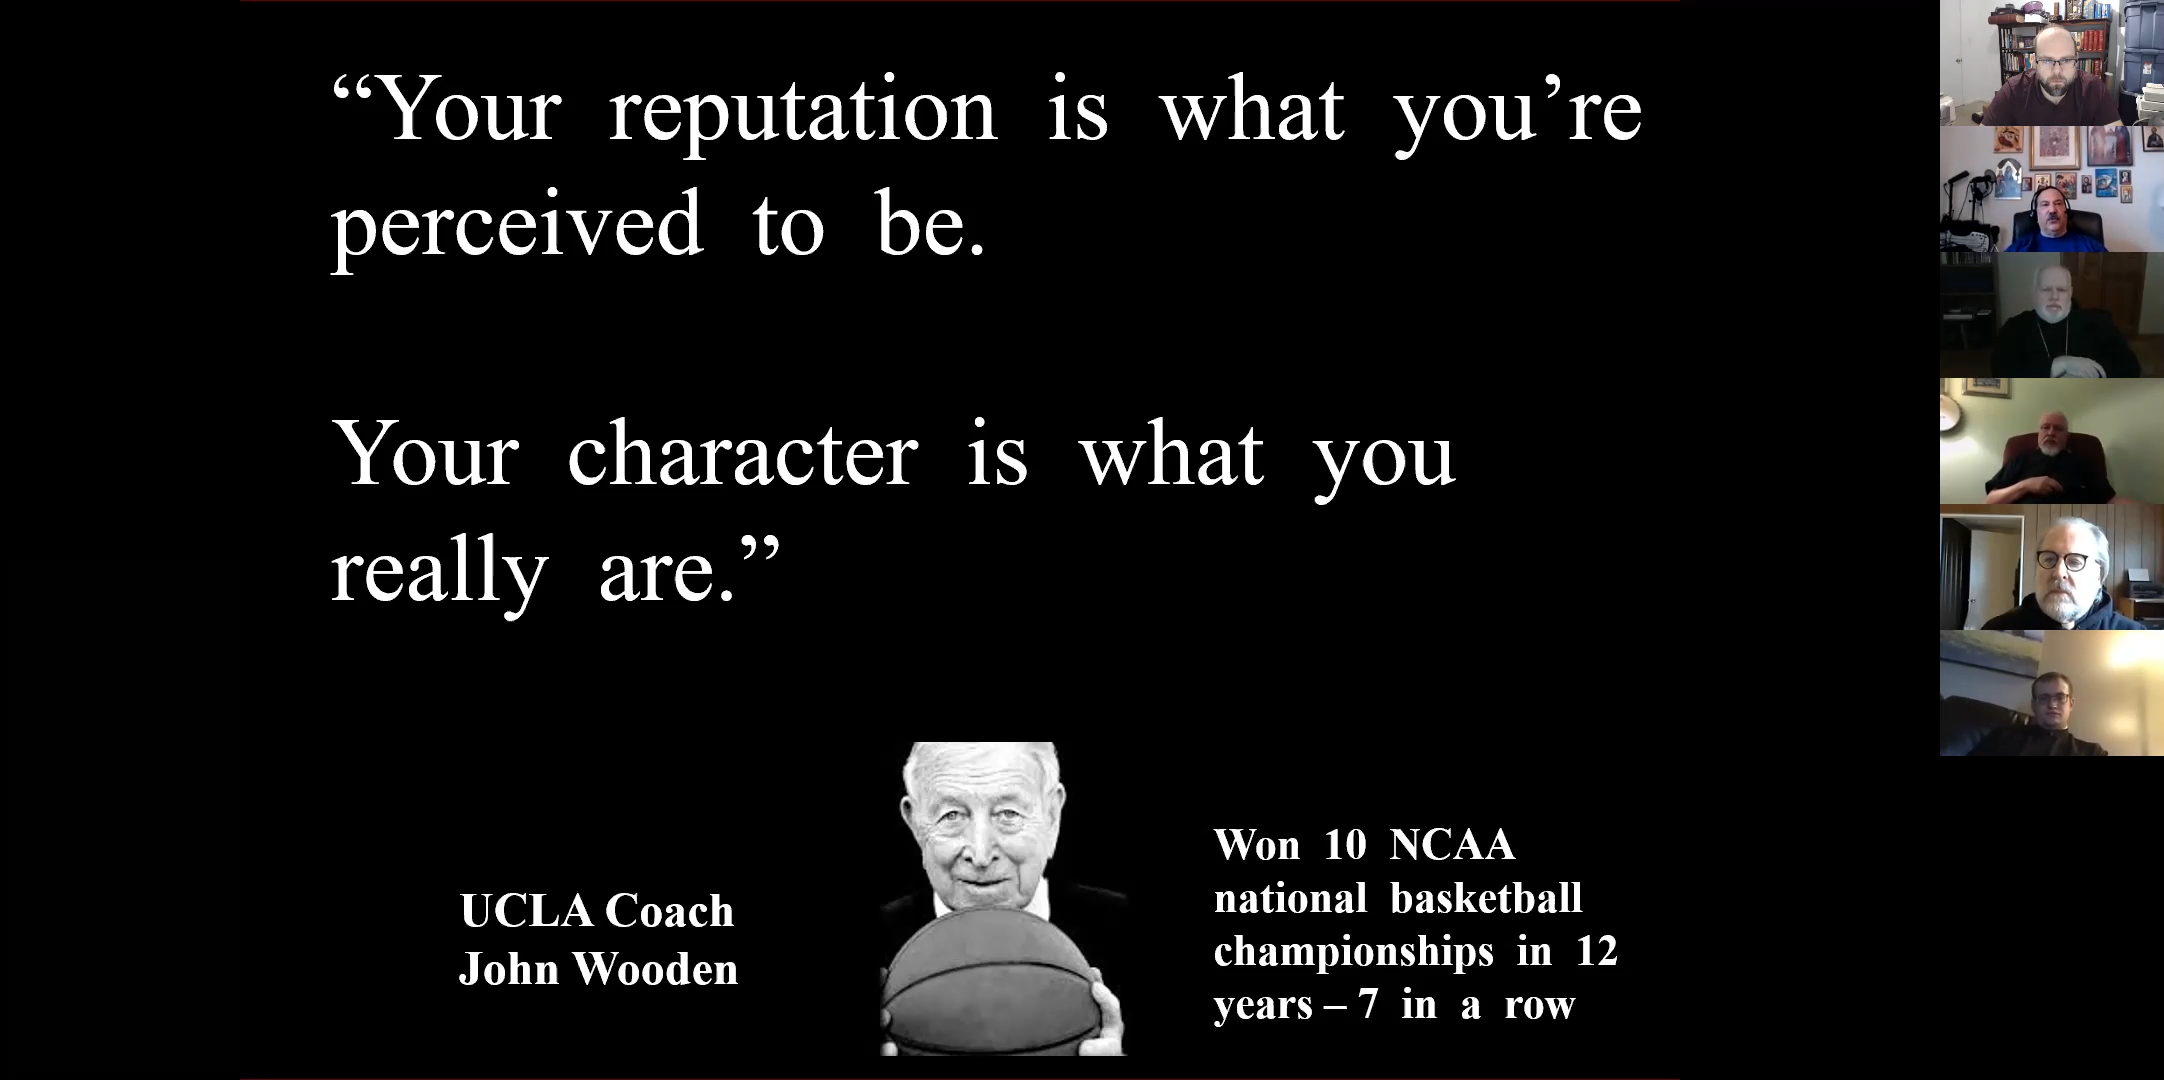 “Your reputation is what you’re
perceived to be.
Your character is what you
really are.”
UCLA Coach
John Wooden
Won 10 NCAA
national basketball
championships in 12
years – 7 in a row